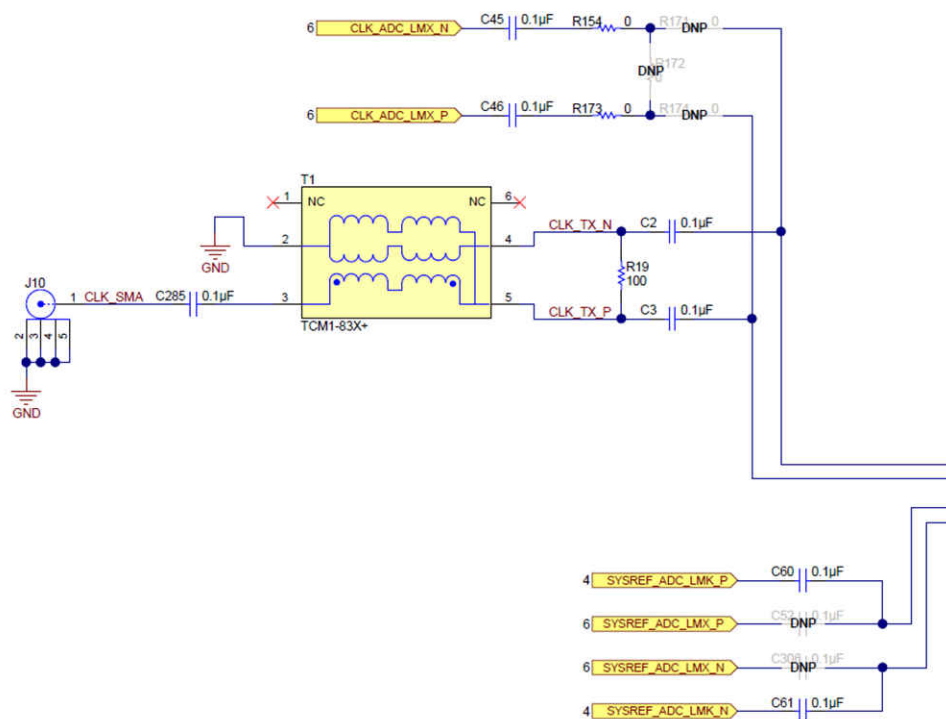 6 CLK_ADC_LMX_N C45 0.1µF R154 0 R171 DNP 0
DNP R172 0
6 CLK_ADC_LMX_P C46 0.1µF R173 0 R174 DNP 0
T1
1 NC NC 6
2 4 CLK_TX_N C2 0.1µF
GND
R19
100
J10
1 CLK_SMA C285 0.1µF 3 5 CLK_TX_P C3 0.1µF
TCM1-83X+
2 3 4 5
GND
4 SYSREF_ADC_LMK_P C60 0.1µF
6 SYSREF_ADC_LMX_P C52 DNP 0.1µF
6 SYSREF_ADC_LMX_N C306 DNP 0.1µF
4 SYSREF_ADC_LMK_N C61 0.1µF